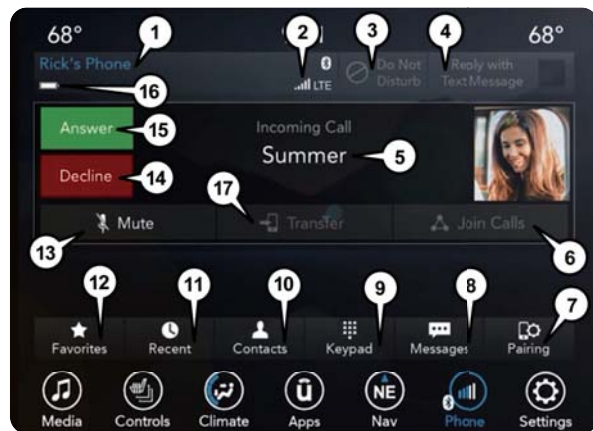 68°
68°
1
2
3
4
Rick's Phone
LTE
Do Not
Disturb
Reply with
Text Message
16
Answer
15
Incoming Call
Summer
5
Decline
14
17
Mute
Transfer
Join Calls
13
6
12
11
10
9
8
7
Favorites
Recent
Contacts
Keypad
Messages
Pairing
ū
NE
Media
Controls
Climate
Apps
Nav
Phone
Settings